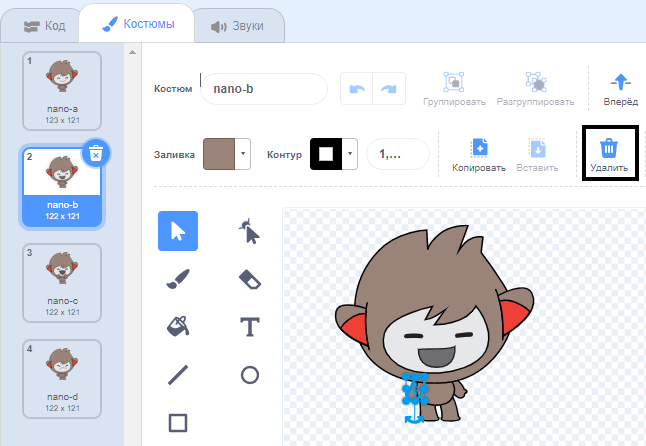 Код
Костюмы
Звуки
1
nano-a
123 x 121
2
nano-b
122 x 121
3
nano-c
122 x 121
4
nano-d
122 x 121
Костюм
nano-b
Группировать
Разгруппировать
Вперёд
Заливка
Контур
1,...
Копировать
Вставить
Удалить
T